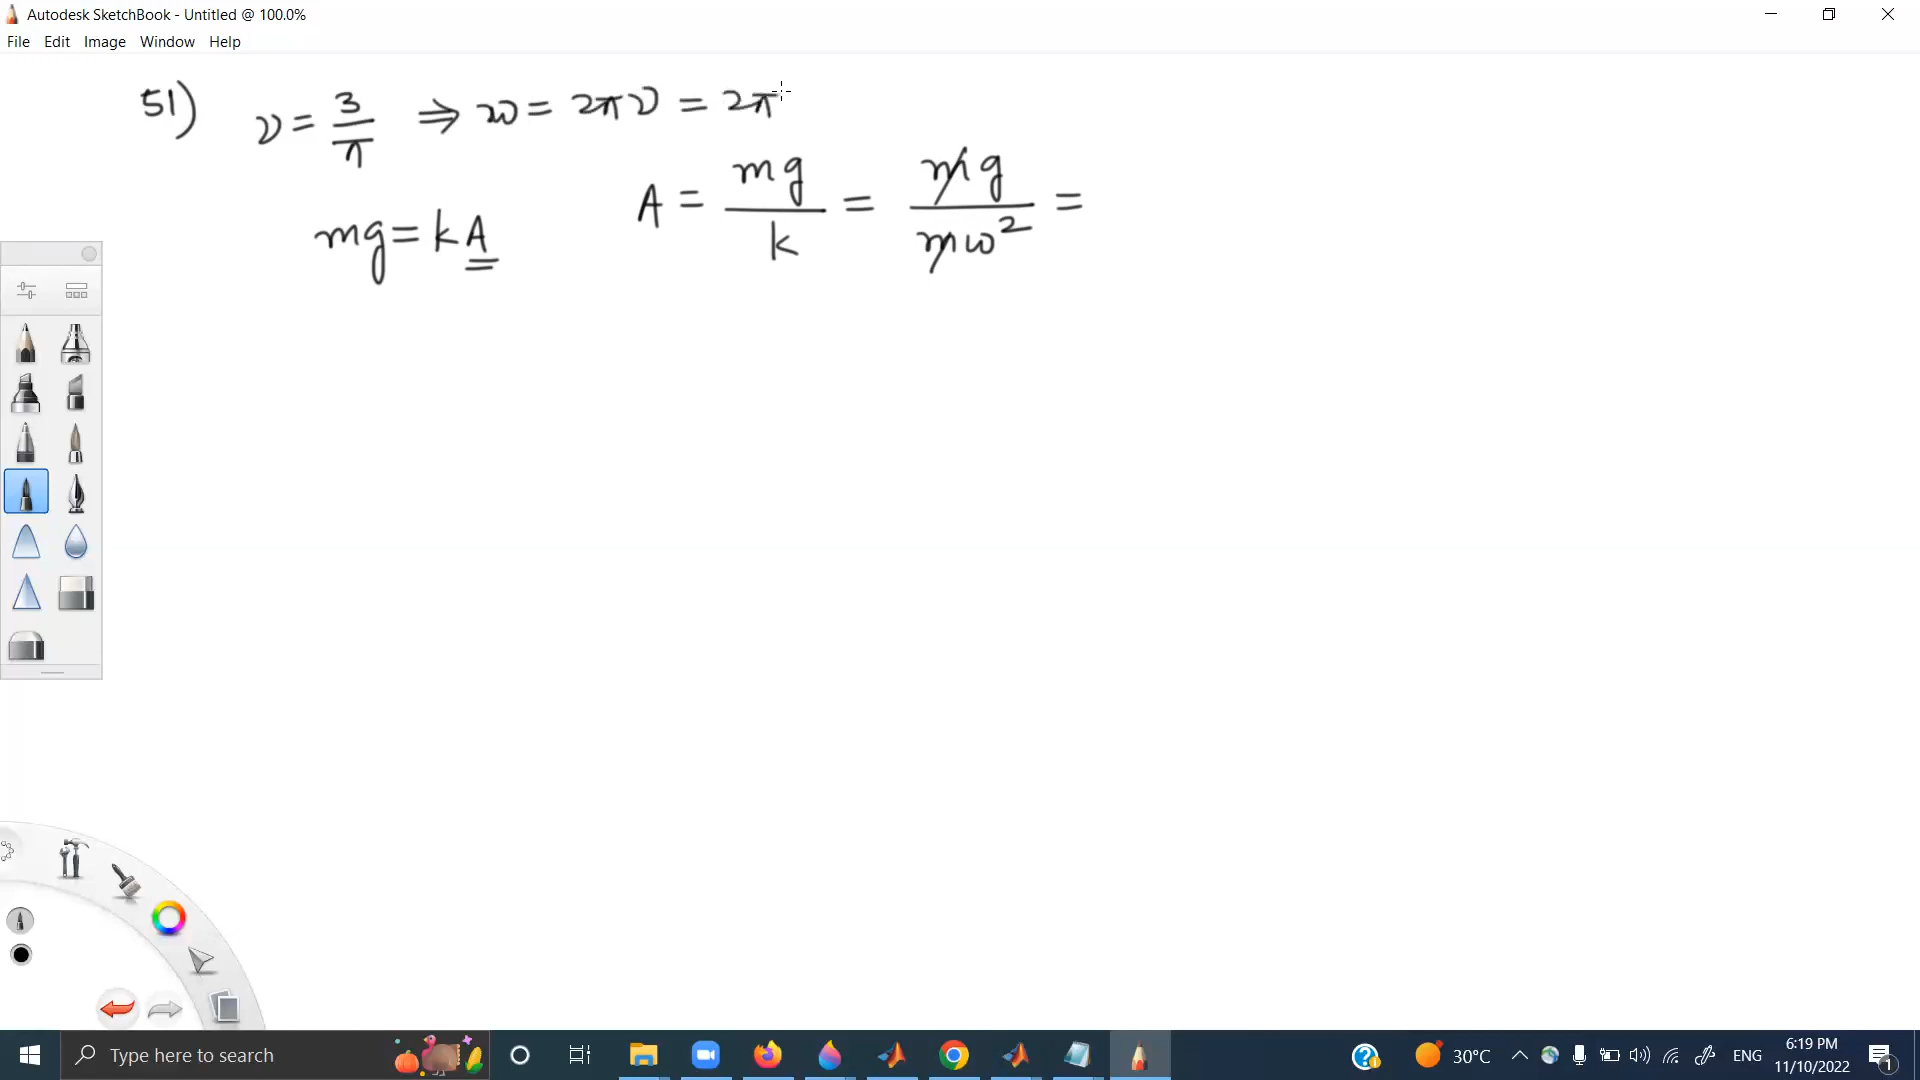 Autodesk SketchBook - Untitled @ 100.0%
File Edit Image Window Help
51) ν = 3/π ⇒ ω = 2πν = 2π
mg = kA
A = mg/k = mg/mω² =
Type here to search
30°C
ENG
6:19 PM
11/10/2022
1